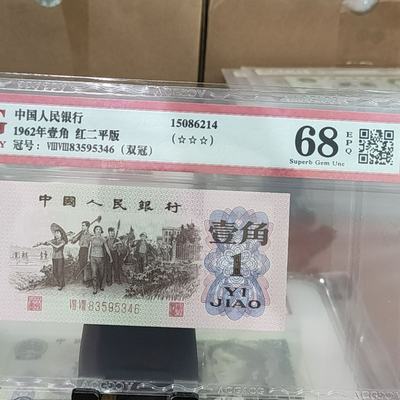 G
中国人民银行
1962年壹角 红二平版
冠号：ⅧⅧ83595346（双冠）
15086214
(☆☆☆)
68 EPQ
Superb Gem Unc
中國人民銀行
壹角
1
YI
JIAO
ⅧⅧ83595346